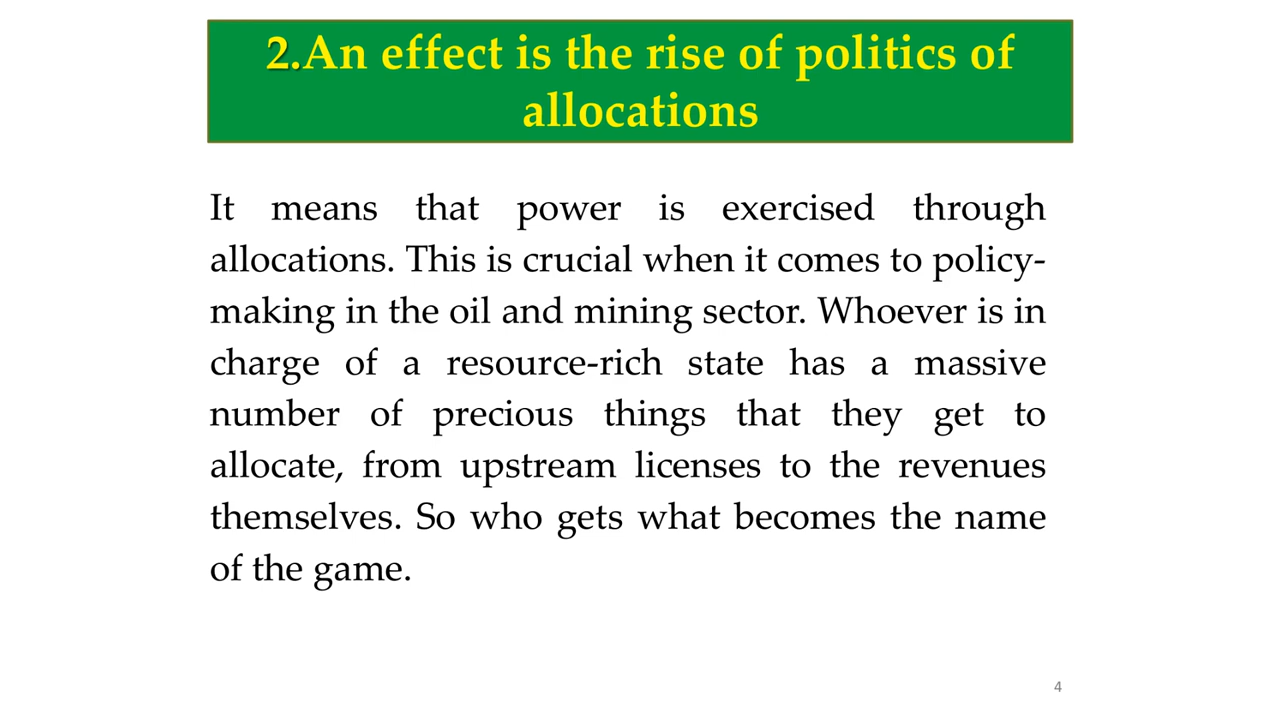 2.An effect is the rise of politics of
allocations
It means that power is exercised through
allocations. This is crucial when it comes to policy-
making in the oil and mining sector. Whoever is in
charge of a resource-rich state has a massive
number of precious things that they get to
allocate, from upstream licenses to the revenues
themselves. So who gets what becomes the name
of the game.
4